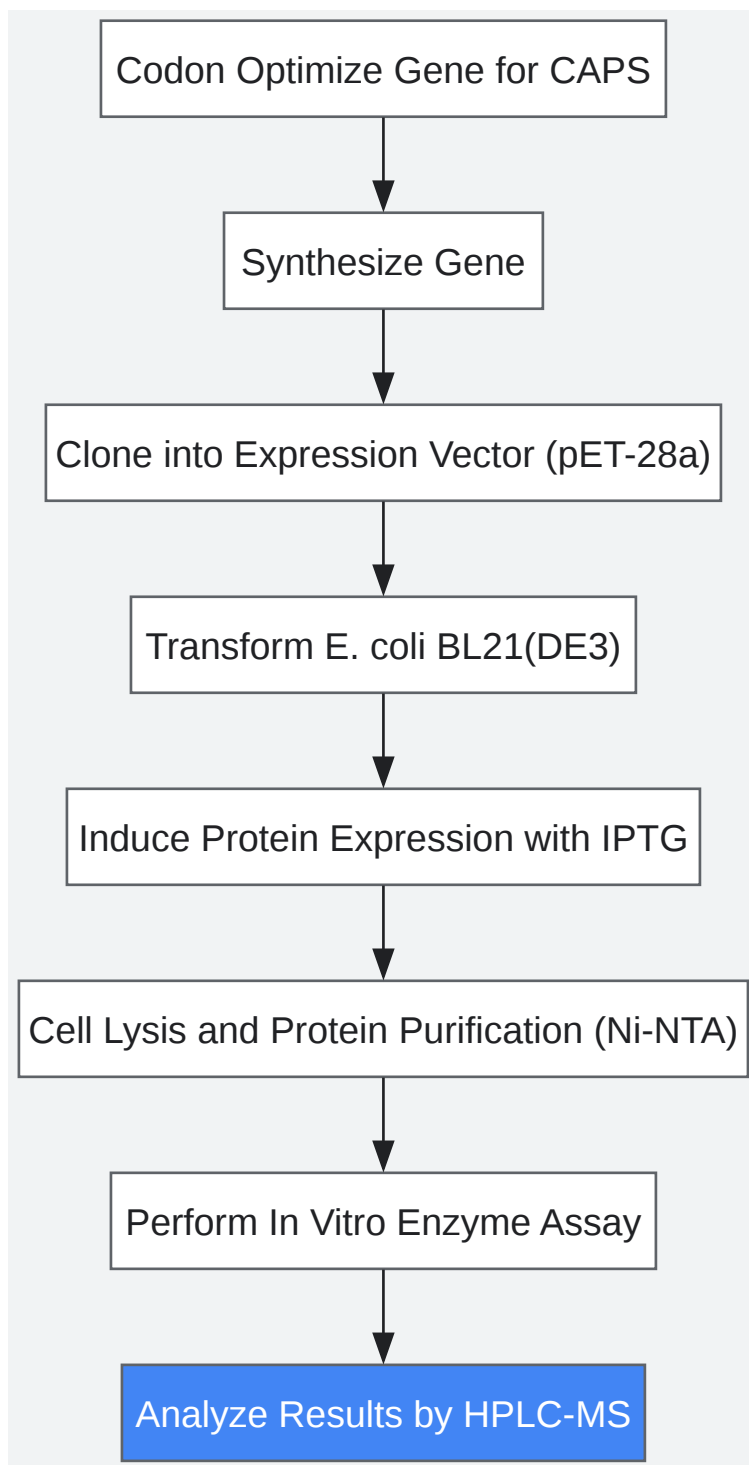 Codon Optimize Gene for CAPS
Synthesize Gene
Clone into Expression Vector (pET-28a)
Transform E. coli BL21(DE3)
Induce Protein Expression with IPTG
Cell Lysis and Protein Purification (Ni-NTA)
Perform In Vitro Enzyme Assay
Analyze Results by HPLC-MS